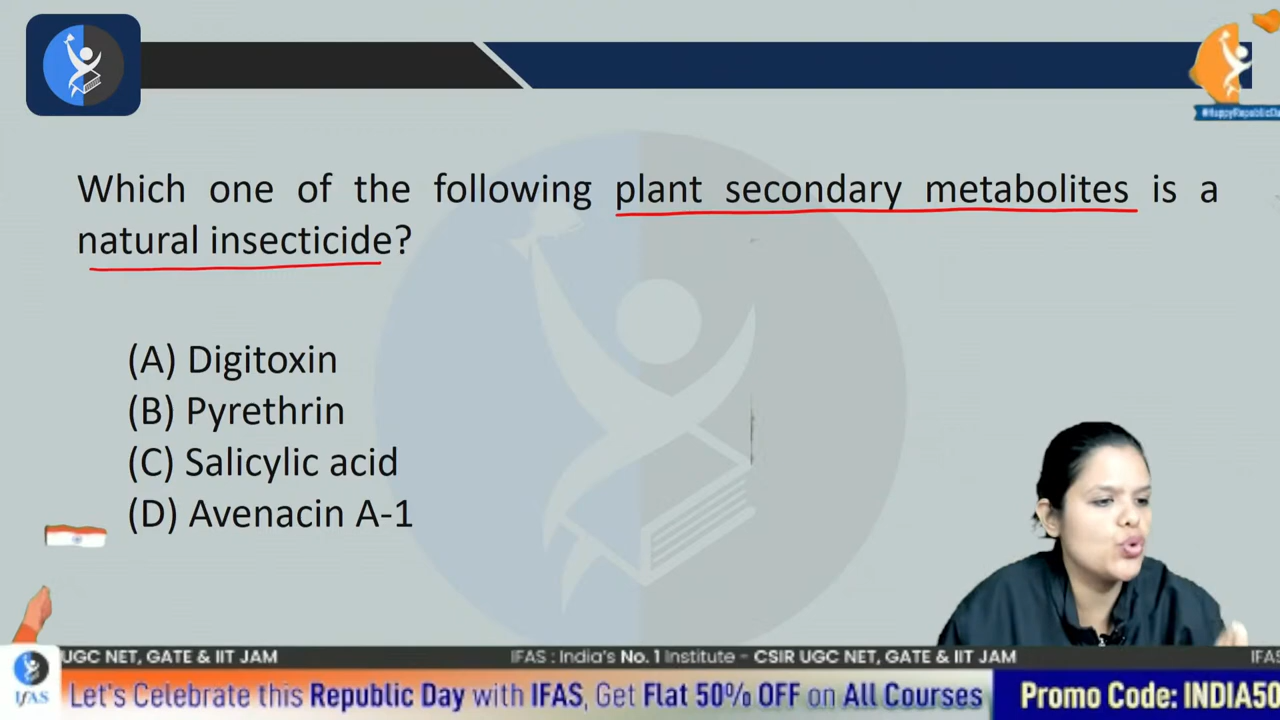 #HappyRepublicDa
Which one of the following plant secondary metabolites is a
natural insecticide?
(A) Digitoxin
(B) Pyrethrin
(C) Salicylic acid
(D) Avenacin A-1
UGC NET, GATE & IIT JAM IFAS : India's No. 1 Institute - CSIR UGC NET, GATE & IIT JAM IFAS
IFAS Let's Celebrate this Republic Day with IFAS, Get Flat 50% OFF on All Courses Promo Code: INDIA50